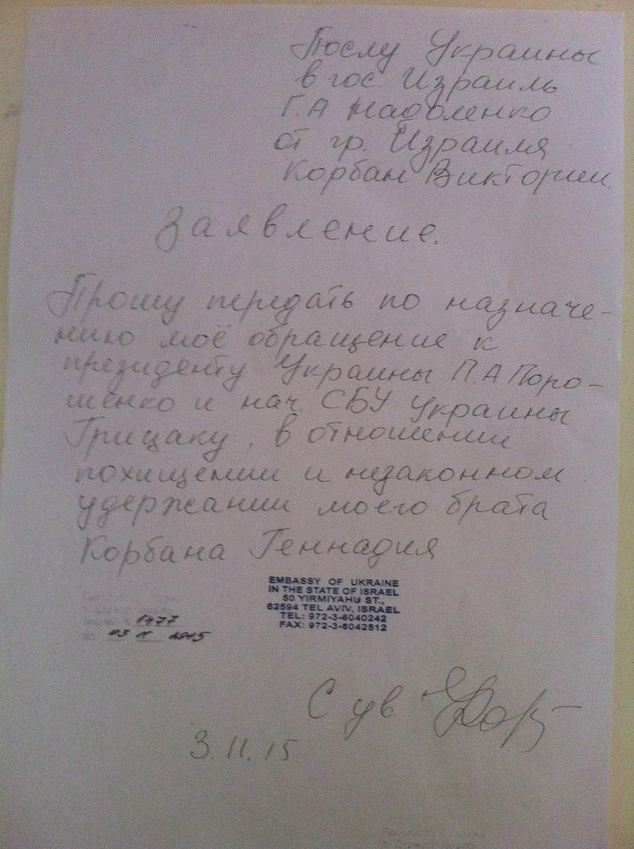 Послу Украины
в гос. Израиль
Г.А Надоленко
от гр. Израиля
Корбан Виктории.
Заявление.
Прошу передать по назначе-
нию моё обращение к
президенту Украины П.А Поро-
шенко и нач. СБУ Украины
Грицаку, в отношении
похищении и незаконном
удержании моего брата
Корбана Геннадия
EMBASSY OF UKRAINE
IN THE STATE OF ISRAEL
50 YIRMIYAHU ST.,
62594 TEL AVIV, ISRAEL
TEL: 972-3-6040242
FAX: 972-3-6042512
1477
03 11 2015
С ув.
3.11.15